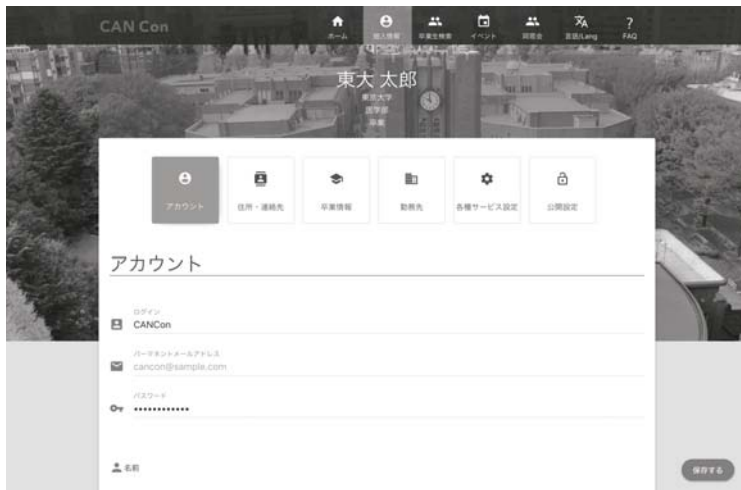 CAN Con
ホーム
個人情報
卒業生検索
イベント
同窓会
言語/Lang
?
FAQ
東大 太郎
東京大学
医学部
卒業
アカウント
住所・連絡先
卒業情報
勤務先
各種サービス設定
公開設定
アカウント
ログイン
CANCon
パーマネントメールアドレス
cancon@sample.com
パスワード
••••••••••••
名前
保存する